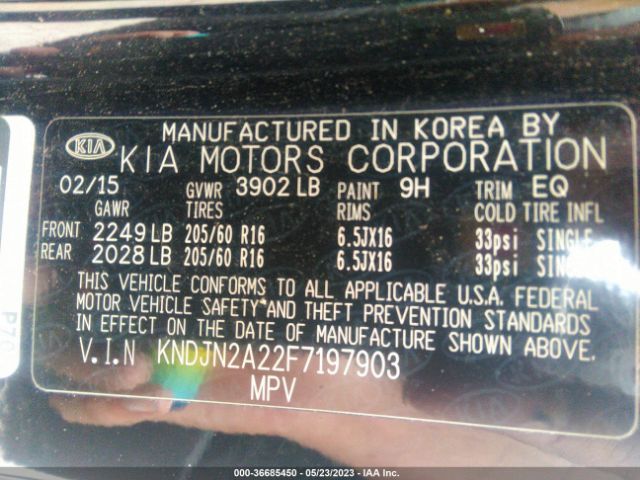 MANUFACTURED IN KOREA BY
KIA KIA MOTORS CORPORATION
02/15 GVWR 3902 LB PAINT 9H TRIM EQ
GAWR TIRES RIMS COLD TIRE INFL
FRONT 2249 LB 205/60 R16 6.5JX16 33psi SINGLE
REAR 2028 LB 205/60 R16 6.5JX16 33psi
THIS VEHICLE CONFORMS TO ALL APPLICABLE U.S.A. FEDERAL
MOTOR VEHICLE SAFETY AND THEFT PREVENTION STANDARDS
IN EFFECT ON THE DATE OF MANUFACTURE SHOWN ABOVE.
V.I.N KNDJN2A22F7197903
MPV
000-36685450 - 05/23/2023 - IAA Inc.